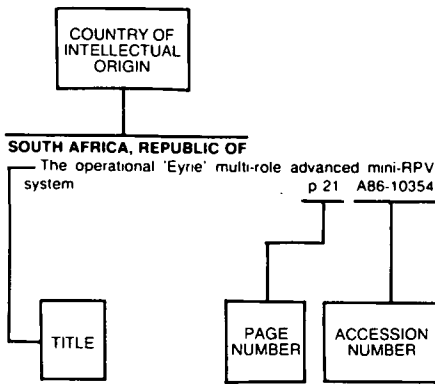 COUNTRY OF
INTELLECTUAL
ORIGIN
SOUTH AFRICA, REPUBLIC OF
The operational 'Eyrie' multi-role advanced mini-RPV
system p 21 A86-10354
TITLE
PAGE
NUMBER
ACCESSION
NUMBER